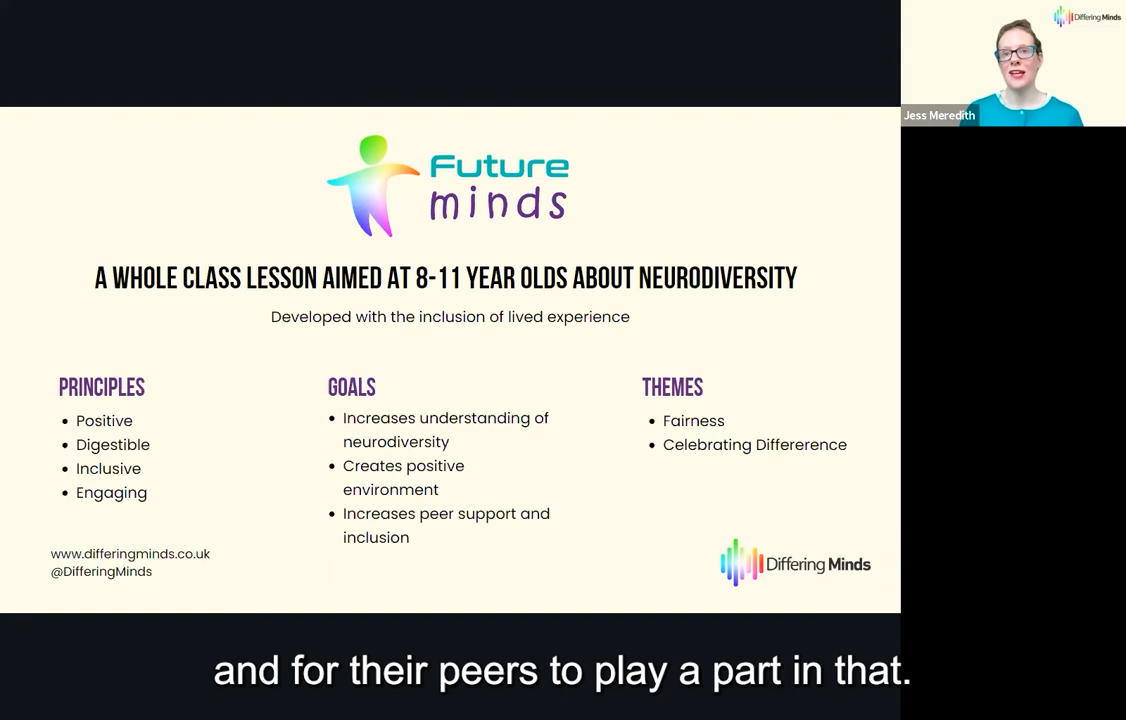 Differing Minds
Jess Meredith
Future
minds
A WHOLE CLASS LESSON AIMED AT 8-11 YEAR OLDS ABOUT NEURODIVERSITY
Developed with the inclusion of lived experience
PRINCIPLES
• Positive
• Digestible
• Inclusive
• Engaging
GOALS
• Increases understanding of
neurodiversity
• Creates positive
environment
• Increases peer support and
inclusion
THEMES
• Fairness
• Celebrating Differerence
www.differingminds.co.uk
@DifferingMinds
Differing Minds
and for their peers to play a part in that.